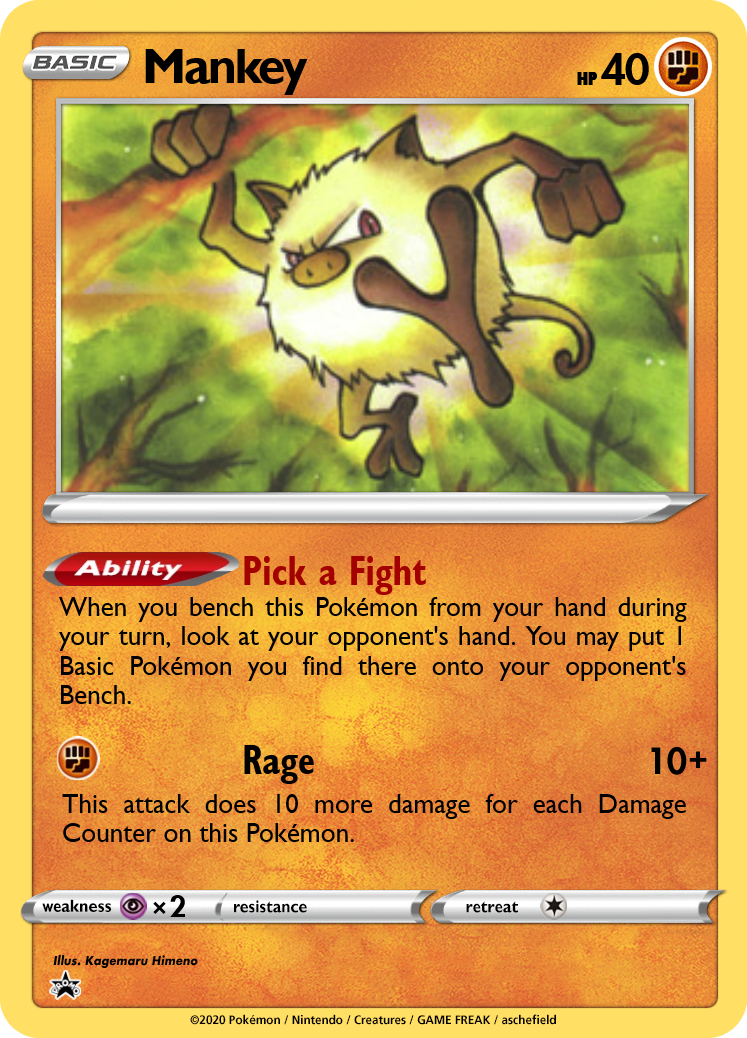 BASIC Mankey HP 40
Ability Pick a Fight
When you bench this Pokémon from your hand during
your turn, look at your opponent's hand. You may put 1
Basic Pokémon you find there onto your opponent's
Bench.
Rage 10+
This attack does 10 more damage for each Damage
Counter on this Pokémon.
weakness ×2 resistance retreat
Illus. Kagemaru Himeno
PROMO
©2020 Pokémon / Nintendo / Creatures / GAME FREAK / aschefield